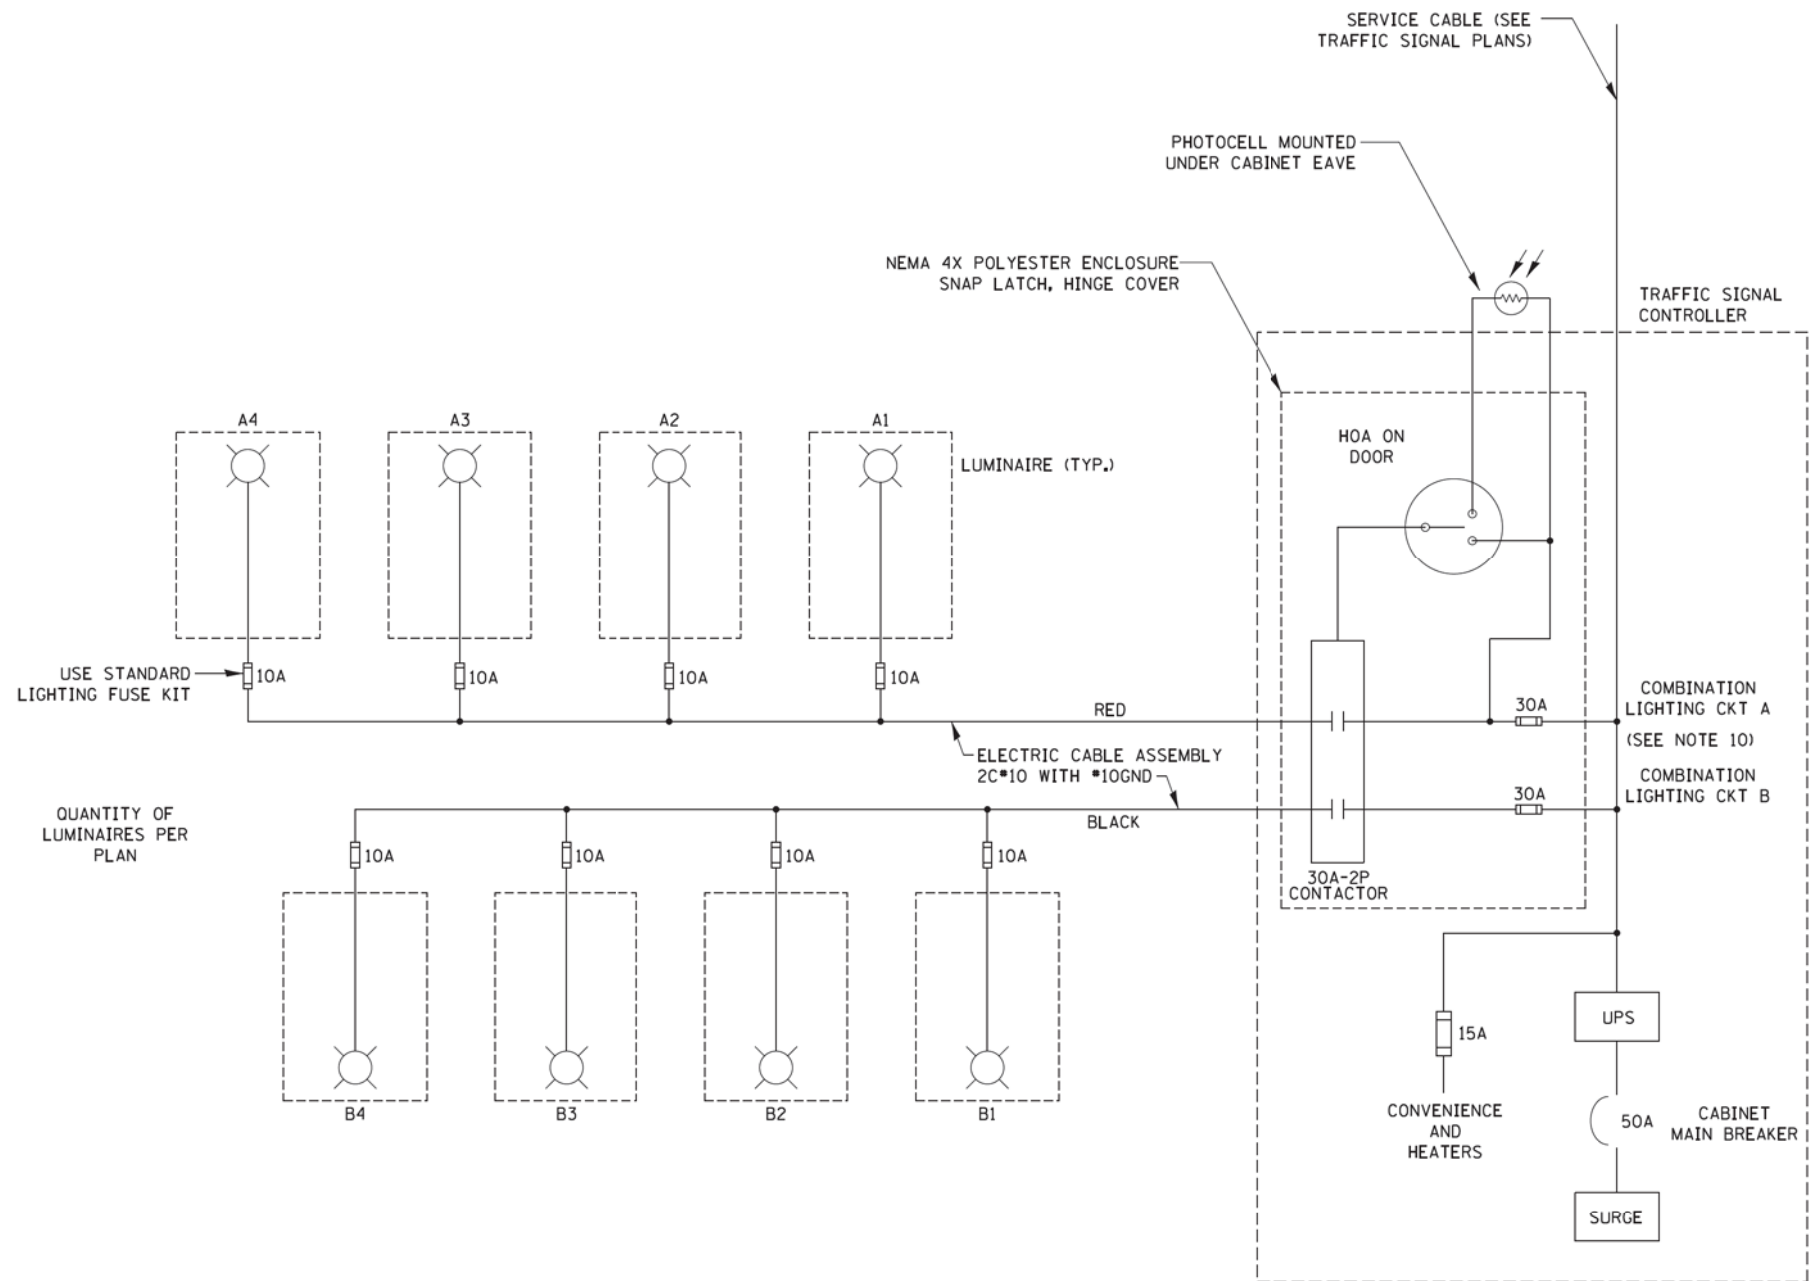 SERVICE CABLE (SEE
TRAFFIC SIGNAL PLANS)
PHOTOCELL MOUNTED
UNDER CABINET EAVE
NEMA 4X POLYESTER ENCLOSURE
SNAP LATCH, HINGE COVER
TRAFFIC SIGNAL
CONTROLLER
HOA ON
DOOR
A4
A3
A2
A1
LUMINAIRE (TYP.)
USE STANDARD
LIGHTING FUSE KIT
10A
10A
10A
10A
RED
30A
COMBINATION
LIGHTING CKT A
(SEE NOTE 10)
ELECTRIC CABLE ASSEMBLY
2C#10 WITH #10GND
COMBINATION
LIGHTING CKT B
30A
BLACK
QUANTITY OF
LUMINAIRES PER
PLAN
10A
10A
10A
10A
30A-2P
CONTACTOR
B4
B3
B2
B1
UPS
15A
CONVENIENCE
AND
HEATERS
50A
CABINET
MAIN BREAKER
SURGE